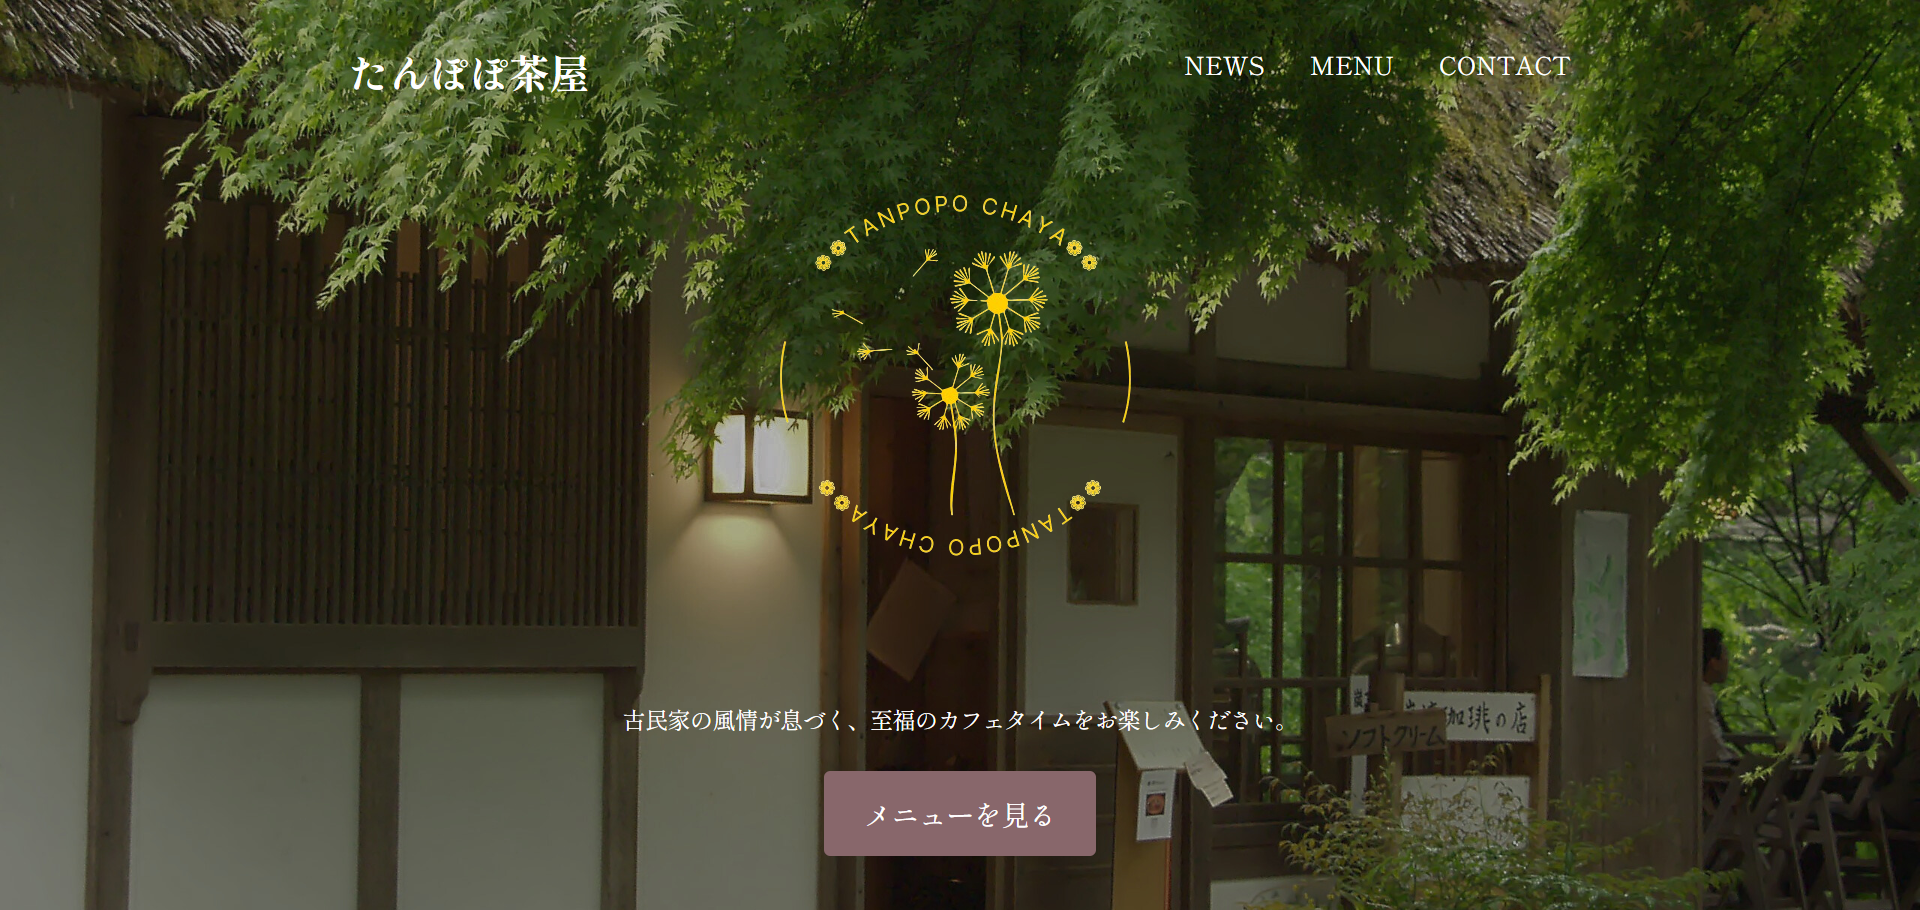 たんぽぽ茶屋
NEWS MENU CONTACT
TANPOPO CHAYA
TANPOPO CHAYA
古民家の風情が息づく、至福のカフェタイムをお楽しみください。
珈琲の店
ソフトクリーム
メニューを見る